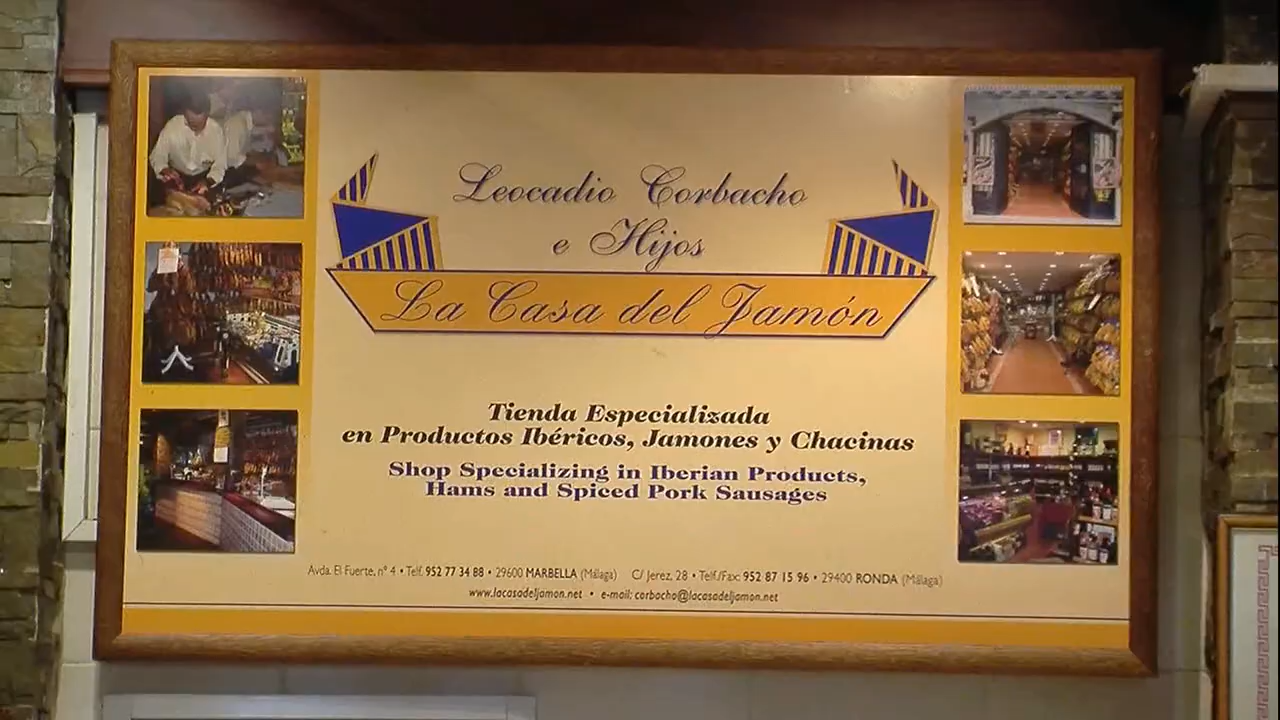 Leocadio Corbacho
e Hijos
La Casa del Jamón
Tienda Especializada
en Productos Ibéricos, Jamones y Chacinas
Shop Specializing in Iberian Products,
Hams and Spiced Pork Sausages
Avda. El Fuerte, nº 4 • Telf. 952 77 34 88 • 29600 MARBELLA (Málaga) C/ Jerez, 28 • Telf./Fax: 952 87 15 96 • 29400 RONDA (Málaga)
www.lacasadeljamon.net • e-mail: corbacho@lacasadeljamon.net